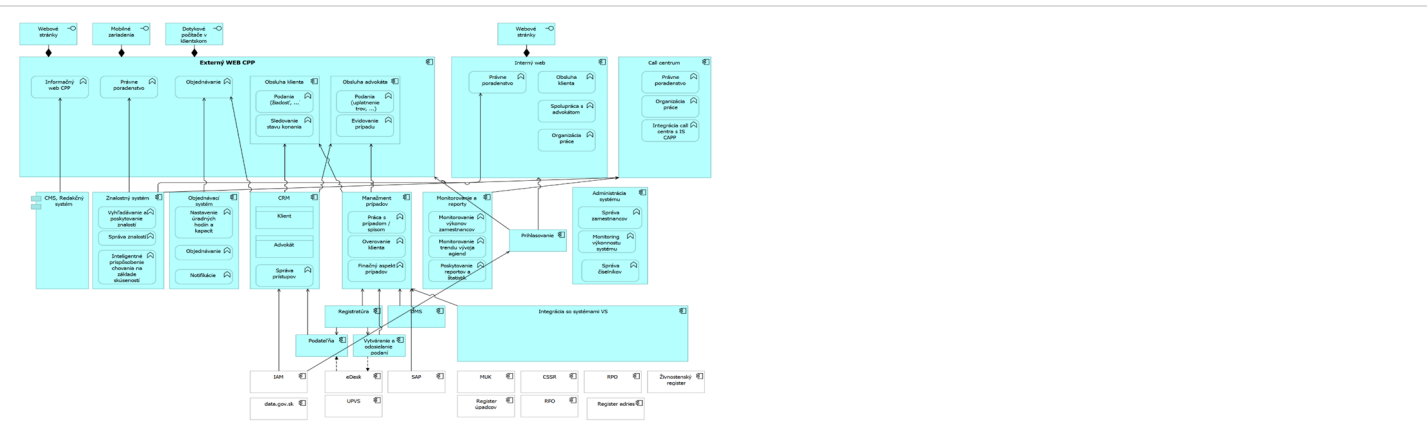 Webové
stránky
Mobilné
zariadenia
Dotykové
počítače v
klientskom
Webové
stránky
Externý WEB CPP
Informačný
web CPP
Právne
poradenstvo
Objednávanie
Obsluha klienta
Podania
(žiadosť, ...)
Sledovanie
stavu konania
Obsluha advokáta
Podania
(uplatnenie
trov, ...)
Evidovanie
prípadu
Interný web
Právne
poradenstvo
Obsluha
klienta
Spolupráca s
advokátom
Organizácia
práce
Call centrum
Právne
poradenstvo
Organizácia
práce
Integrácia call
centra s IS
CAPP
CMS, Redakčný
systém
Znalostný systém
Vyhľadávanie a
poskytovanie
znalostí
Správa znalostí
Inteligentné
prispôsobenie
chovania na
základe
skúseností
Objednávací
systém
Nastavenie
úradných
hodín a
kapacít
Objednávanie
Notifikácie
CRM
Klient
Advokát
Správa
prístupov
Manažment
prípadov
Práca s
prípadom /
spisom
Overovanie
klienta
Finačný aspekt
prípadov
Monitorovanie a
reporty
Monitorovanie
výkonov
zamestnancov
Monitorovanie
trendu vývoja
agiend
Poskytovanie
reportov a
štatistík
Prihlasovanie
Administrácia
systému
Správa
zamestnancov
Monitoring
výkonnostu
systému
Správa
číselníkov
Registratúra
DMS
Integrácia so systémami VS
Podateľňa
Vytváranie a
odosielanie
podaní
IAM
eDesk
SAP
MUK
CSSR
RPO
Živnostenský
register
data.gov.sk
UPVS
Register
úpadcov
RFO
Register adries